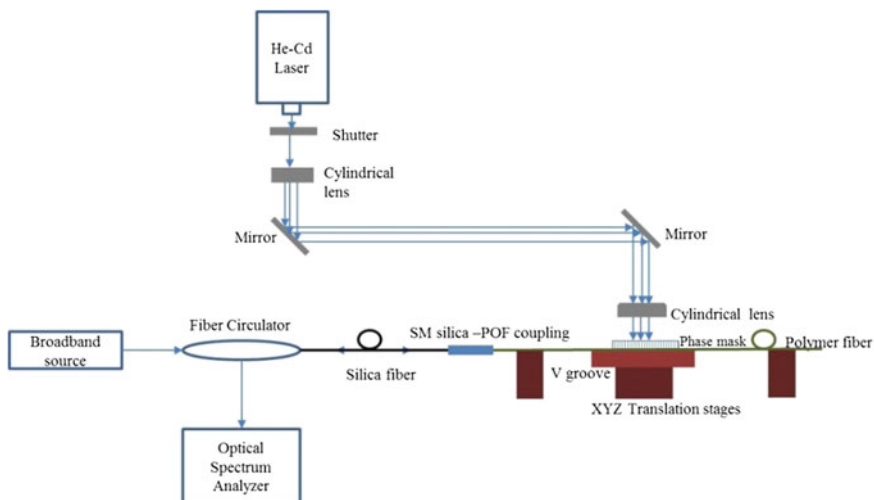 He-Cd
Laser
Shutter
Cylindrical
lens
Mirror
Mirror
Cylindrical lens
Fiber Circulator
SM silica –POF coupling
Phase mask
Polymer fiber
Broadband
source
Silica fiber
V groove
XYZ Translation stages
Optical
Spectrum
Analyzer